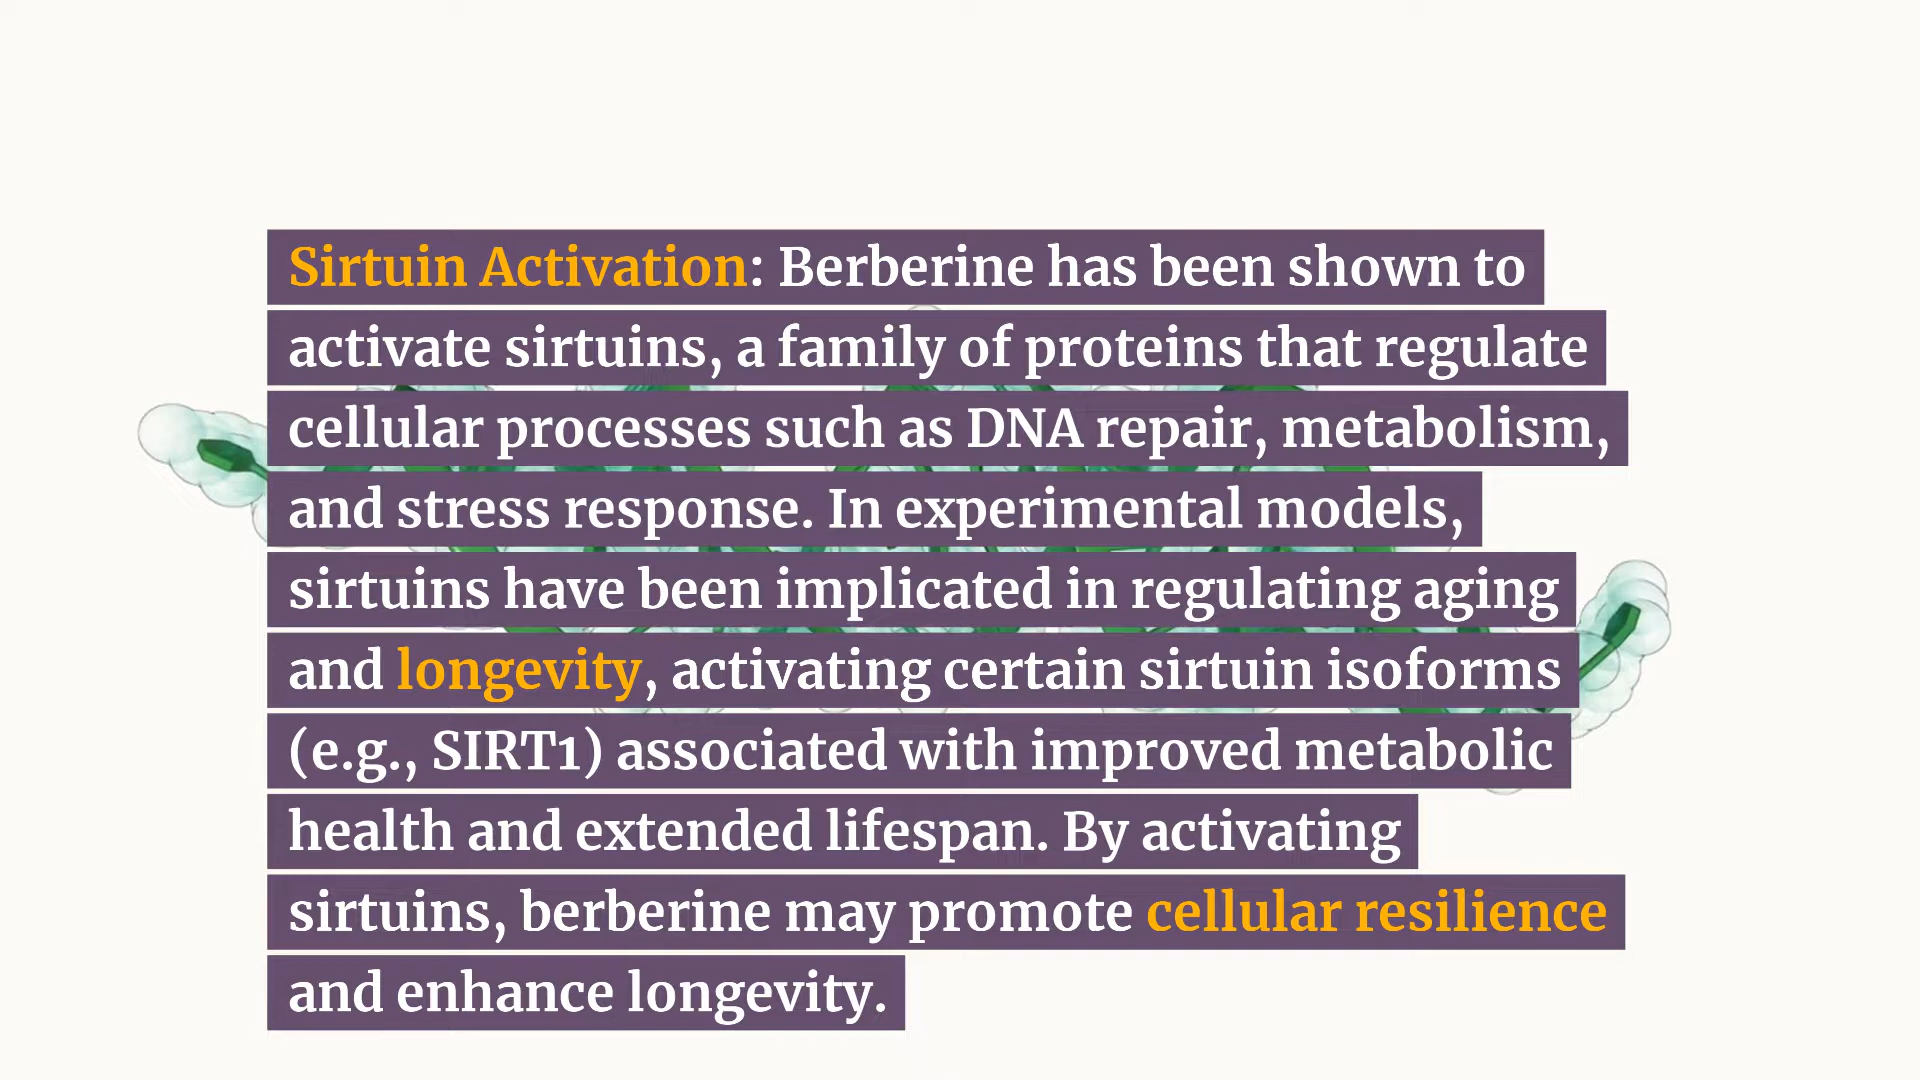 Sirtuin Activation: Berberine has been shown to
activate sirtuins, a family of proteins that regulate
cellular processes such as DNA repair, metabolism,
and stress response. In experimental models,
sirtuins have been implicated in regulating aging
and longevity, activating certain sirtuin isoforms
(e.g., SIRT1) associated with improved metabolic
health and extended lifespan. By activating
sirtuins, berberine may promote cellular resilience
and enhance longevity.